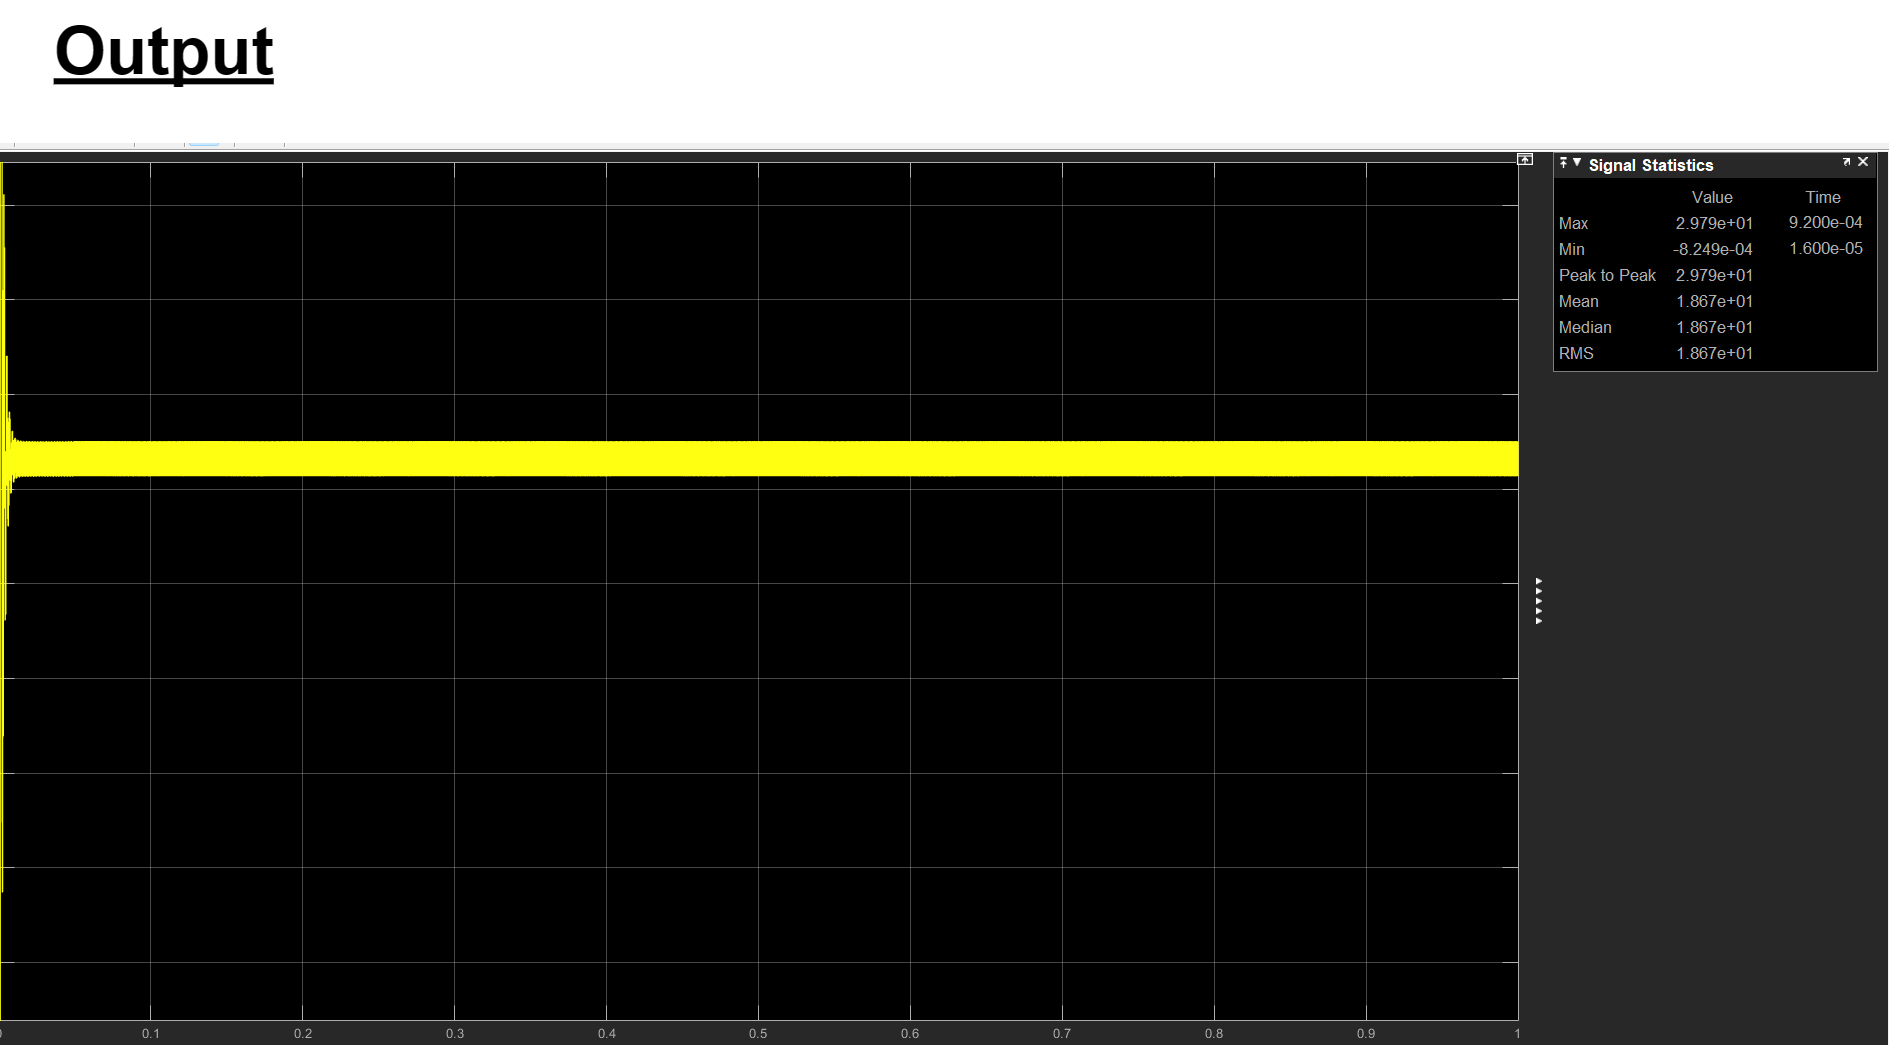 Output
Signal Statistics
Value Time
Max 2.979e+01 9.200e-04
Min -8.249e-04 1.600e-05
Peak to Peak 2.979e+01
Mean 1.867e+01
Median 1.867e+01
RMS 1.867e+01
0 0.1 0.2 0.3 0.4 0.5 0.6 0.7 0.8 0.9 1